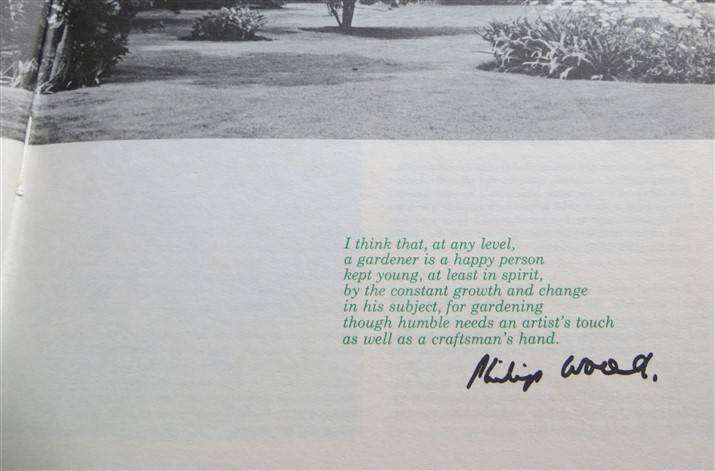 I think that, at any level,
a gardener is a happy person
kept young, at least in spirit,
by the constant growth and change
in his subject, for gardening
though humble needs an artist's touch
as well as a craftsman's hand.
Philip Wood.